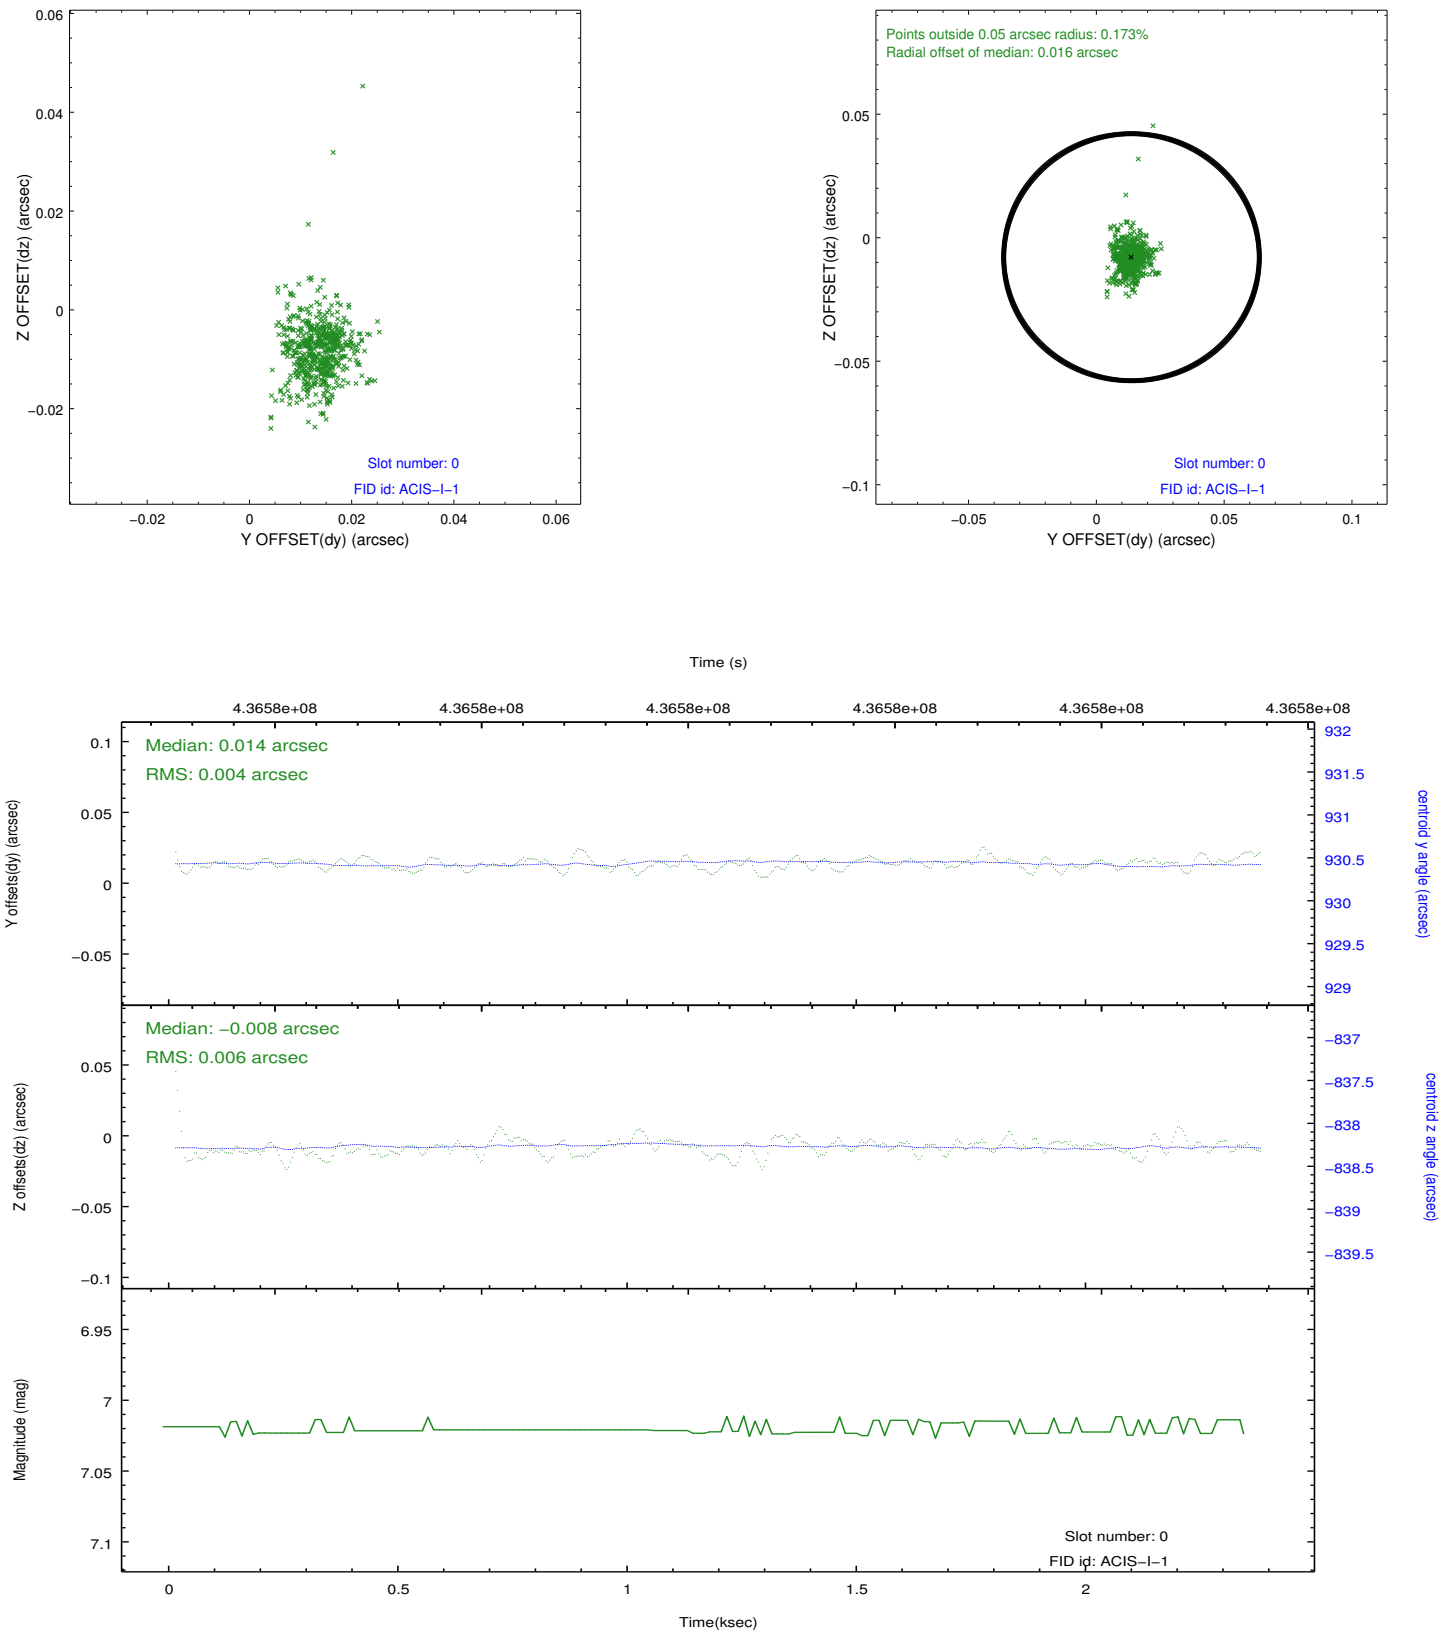 0.06
0.04
0.02
0
−0.02
Z OFFSET(dz) (arcsec)
Slot number: 0
FID id: ACIS−I−1
−0.02
0
0.02
0.04
0.06
Y OFFSET(dy) (arcsec)
Points outside 0.05 arcsec radius: 0.173%
Radial offset of median: 0.016 arcsec
0.05
0
−0.05
−0.1
Z OFFSET(dz) (arcsec)
Slot number: 0
FID id: ACIS−I−1
−0.05
0
0.05
0.1
Y OFFSET(dy) (arcsec)
Time (s)
4.3658e+08
4.3658e+08
4.3658e+08
4.3658e+08
4.3658e+08
4.3658e+08
Median: 0.014 arcsec
RMS: 0.004 arcsec
0.1
0.05
0
−0.05
Y offsets(dy) (arcsec)
932
931.5
931
930.5
930
929.5
929
centroid y angle (arcsec)
Median: −0.008 arcsec
RMS: 0.006 arcsec
0.05
0
−0.05
−0.1
Z offsets(dz) (arcsec)
−837
−837.5
−838
−838.5
−839
−839.5
centroid z angle (arcsec)
6.95
7
7.05
7.1
Magnitude (mag)
Slot number: 0
FID id: ACIS−I−1
0
0.5
1
1.5
2
Time(ksec)